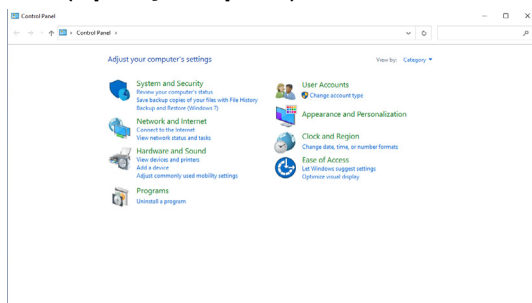 Control Panel
Control Panel
Adjust your computer's settings
View by: Category
System and Security
Review your computer's status
Save backup copies of your files with File History
Backup and Restore (Windows 7)
Network and Internet
Connect to the Internet
View network status and tasks
Hardware and Sound
View devices and printers
Add a device
Adjust commonly used mobility settings
Programs
Uninstall a program
User Accounts
Change account type
Appearance and Personalization
Clock and Region
Change date, time, or number formats
Ease of Access
Let Windows suggest settings
Optimize visual display